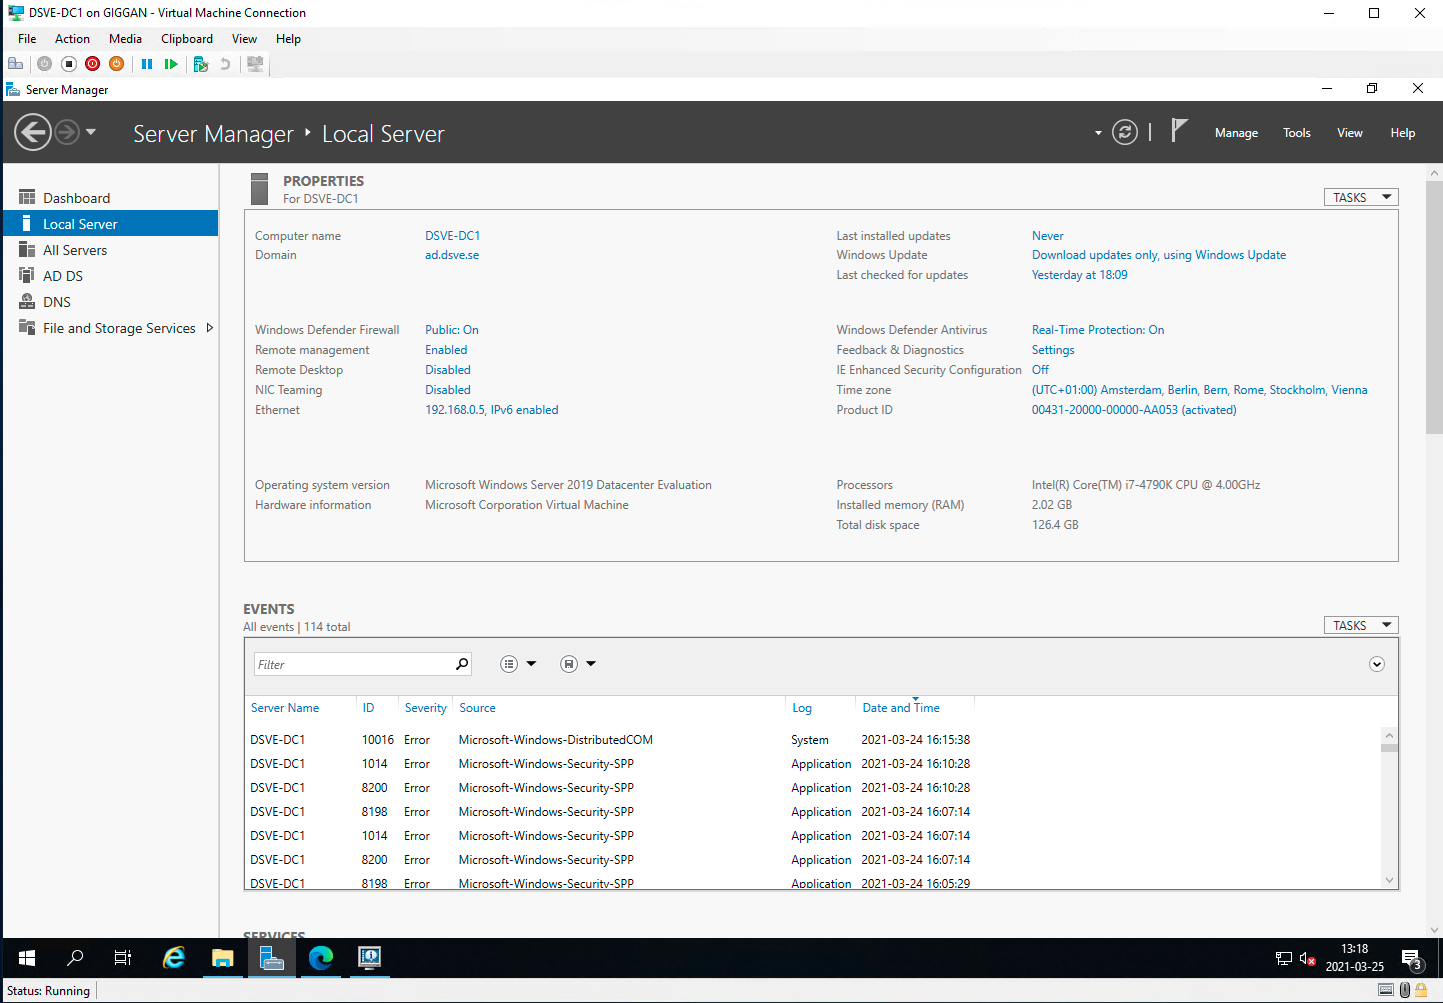 DSVE-DC1 on GIGGAN - Virtual Machine Connection
File Action Media Clipboard View Help
Server Manager
Server Manager ‣ Local Server
Manage Tools View Help
Dashboard
Local Server
All Servers
AD DS
DNS
File and Storage Services
PROPERTIES
For DSVE-DC1
TASKS
Computer name DSVE-DC1
Domain ad.dsve.se
Last installed updates Never
Windows Update Download updates only, using Windows Update
Last checked for updates Yesterday at 18:09
Windows Defender Firewall Public: On
Remote management Enabled
Remote Desktop Disabled
NIC Teaming Disabled
Ethernet 192.168.0.5, IPv6 enabled
Windows Defender Antivirus Real-Time Protection: On
Feedback & Diagnostics Settings
IE Enhanced Security Configuration Off
Time zone (UTC+01:00) Amsterdam, Berlin, Bern, Rome, Stockholm, Vienna
Product ID 00431-20000-00000-AA053 (activated)
Operating system version Microsoft Windows Server 2019 Datacenter Evaluation
Hardware information Microsoft Corporation Virtual Machine
Processors Intel(R) Core(TM) i7-4790K CPU @ 4.00GHz
Installed memory (RAM) 2.02 GB
Total disk space 126.4 GB
EVENTS
All events | 114 total
TASKS
Filter
Server Name ID Severity Source Log Date and Time
DSVE-DC1 10016 Error Microsoft-Windows-DistributedCOM System 2021-03-24 16:15:38
DSVE-DC1 1014 Error Microsoft-Windows-Security-SPP Application 2021-03-24 16:10:28
DSVE-DC1 8200 Error Microsoft-Windows-Security-SPP Application 2021-03-24 16:10:28
DSVE-DC1 8198 Error Microsoft-Windows-Security-SPP Application 2021-03-24 16:07:14
DSVE-DC1 1014 Error Microsoft-Windows-Security-SPP Application 2021-03-24 16:07:14
DSVE-DC1 8200 Error Microsoft-Windows-Security-SPP Application 2021-03-24 16:07:14
DSVE-DC1 8198 Error Microsoft-Windows-Security-SPP Application 2021-03-24 16:05:29
SERVICES
13:18
2021-03-25
3
Status: Running